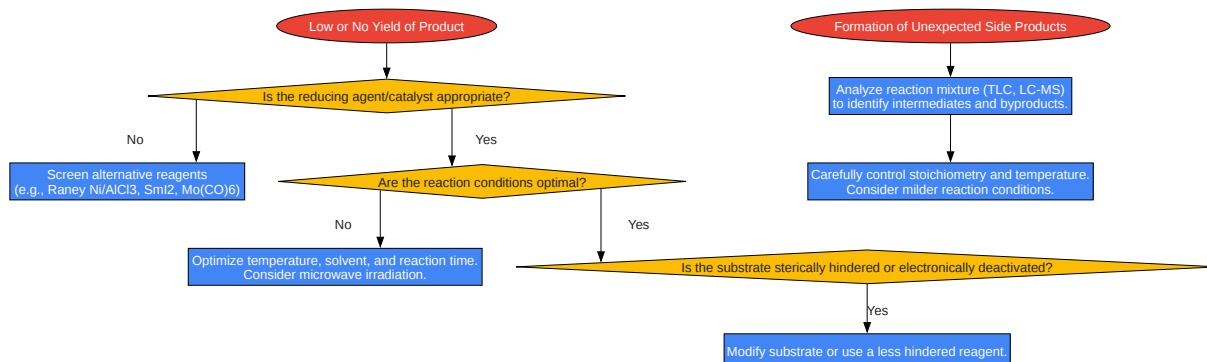 Low or No Yield of Product
Formation of Unexpected Side Products
Is the reducing agent/catalyst appropriate?
Analyze reaction mixture (TLC, LC-MS)
to identify intermediates and byproducts.
No
Yes
Screen alternative reagents
(e.g., Raney Ni/AlCl3, SmI2, Mo(CO)6)
Are the reaction conditions optimal?
Carefully control stoichiometry and temperature.
Consider milder reaction conditions.
No
Yes
Optimize temperature, solvent, and reaction time.
Consider microwave irradiation.
Is the substrate sterically hindered or electronically deactivated?
Yes
Modify substrate or use a less hindered reagent.